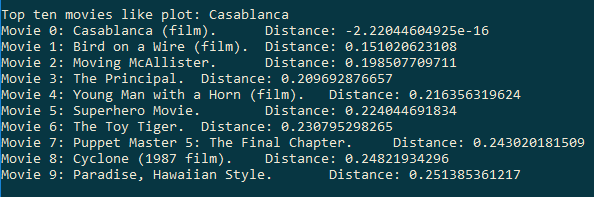 Top ten movies like plot: Casablanca
Movie 0: Casablanca (film).      Distance: -2.22044604925e-16
Movie 1: Bird on a Wire (film).  Distance: 0.151020623108
Movie 2: Moving McAllister.      Distance: 0.198507709711
Movie 3: The Principal.  Distance: 0.209692876657
Movie 4: Young Man with a Horn (film).   Distance: 0.216356319624
Movie 5: Superhero Movie.        Distance: 0.224044691834
Movie 6: The Toy Tiger.  Distance: 0.230795298265
Movie 7: Puppet Master 5: The Final Chapter.     Distance: 0.243020181509
Movie 8: Cyclone (1987 film).    Distance: 0.24821934296
Movie 9: Paradise, Hawaiian Style.       Distance: 0.251385361217